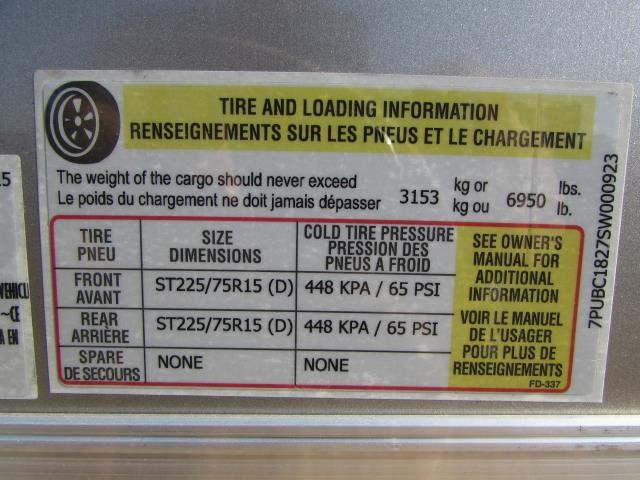 TIRE AND LOADING INFORMATION
RENSEIGNEMENTS SUR LES PNEUS ET LE CHARGEMENT
The weight of the cargo should never exceed 3153 kg or 6950 lbs.
Le poids du chargement ne doit jamais dépasser kg ou lb.
TIRE PNEU
SIZE DIMENSIONS
COLD TIRE PRESSURE
PRESSION DES
PNEUS A FROID
FRONT AVANT
ST225/75R15 (D)
448 KPA / 65 PSI
REAR ARRIÈRE
ST225/75R15 (D)
448 KPA / 65 PSI
SPARE DE SECOURS
NONE
NONE
SEE OWNER'S
MANUAL FOR
ADDITIONAL
INFORMATION
VOIR LE MANUEL
DE L'USAGER
POUR PLUS DE
RENSEIGNEMENTS
FD-337
7PUBC1827SW000923